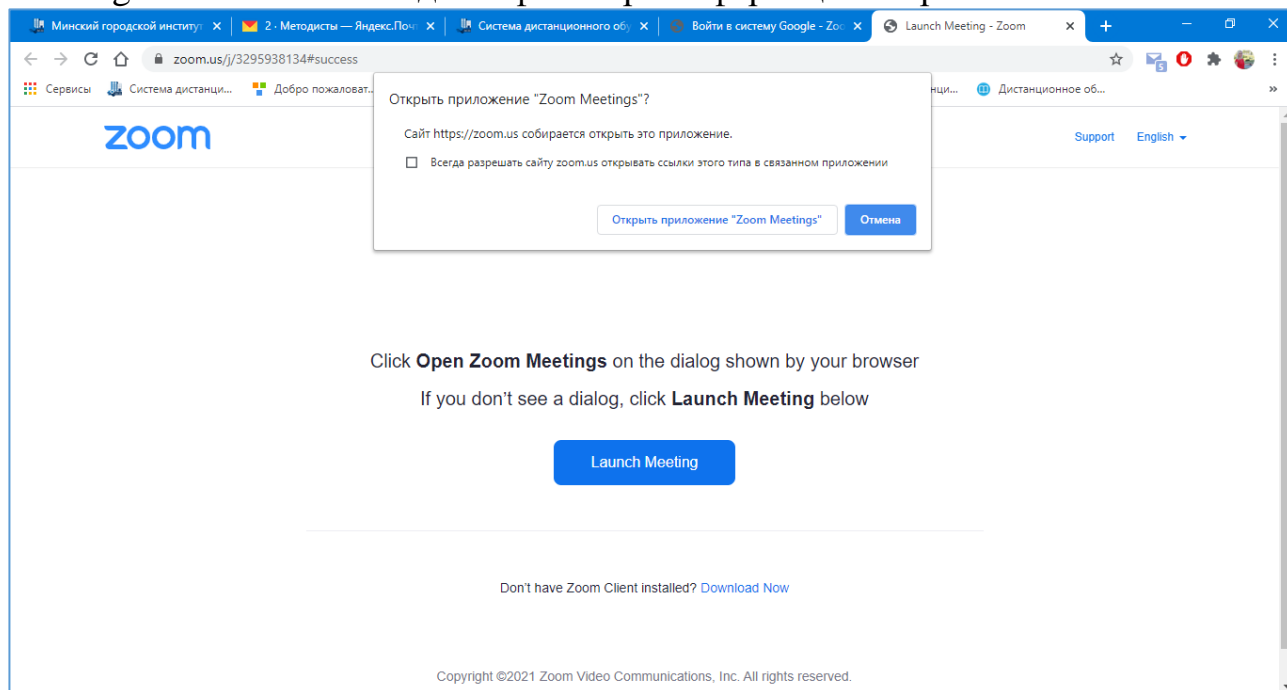 Минский городской институт
2 · Методисты — Яндекс.Поч
Система дистанционного об
Войти в систему Google - Zoo
Launch Meeting - Zoom
zoom.us/j/3295938134#success
5
Сервисы Система дистанци... Добро пожаловат... нци... Дистанционное об... »
Открыть приложение "Zoom Meetings"?
Сайт https://zoom.us собирается открыть это приложение.
Всегда разрешать сайту zoom.us открывать ссылки этого типа в связанном приложении
Открыть приложение "Zoom Meetings" Отмена
zoom Support English
Click Open Zoom Meetings on the dialog shown by your browser
If you don't see a dialog, click Launch Meeting below
Launch Meeting
Don't have Zoom Client installed? Download Now
Copyright ©2021 Zoom Video Communications, Inc. All rights reserved.